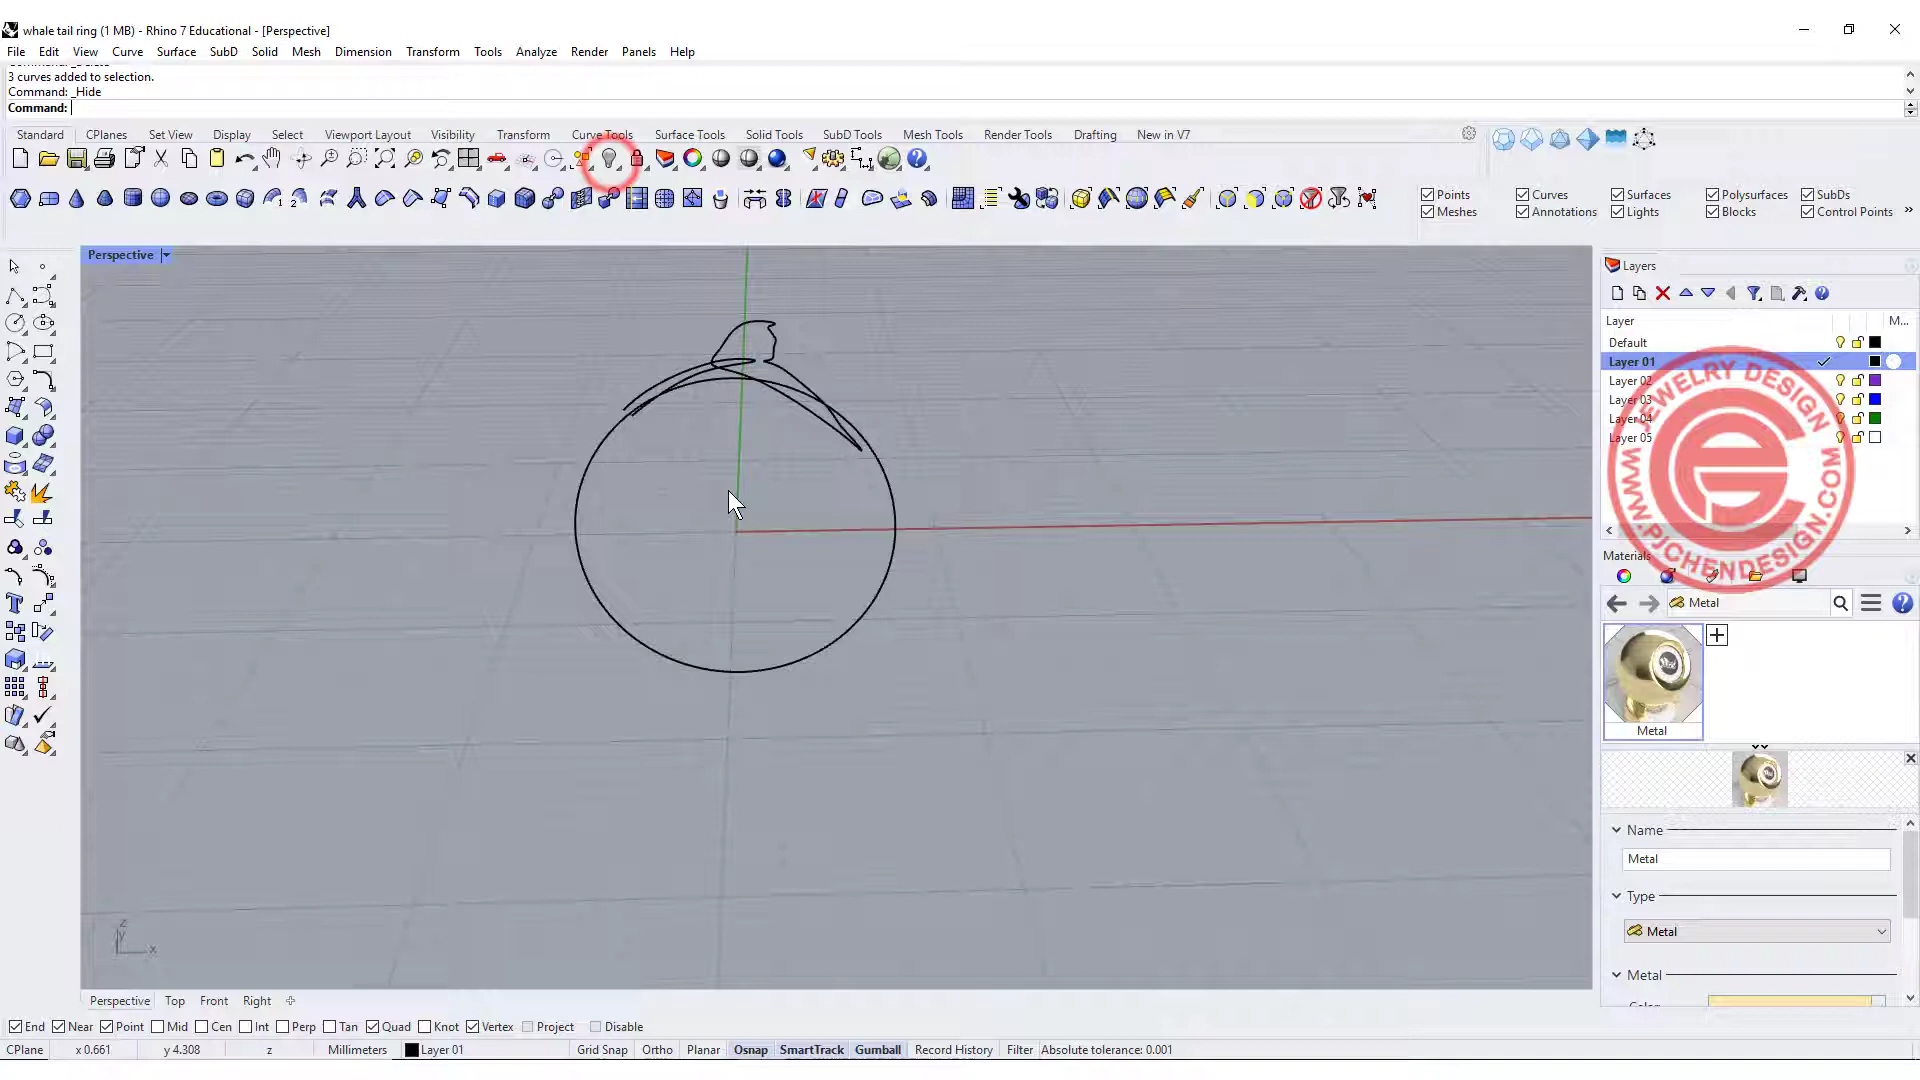 whale tail ring (1 MB) - Rhino 7 Educational - [Perspective]
File Edit View Curve Surface SubD Solid Mesh Dimension Transform Tools Analyze Render Panels Help
3 curves added to selection.
Command: _Hide
Command:
Standard CPlanes Set View Display Select Viewport Layout Visibility Transform Curve Tools Surface Tools Solid Tools SubD Tools Mesh Tools Render Tools Drafting New in V7
Points Curves Surfaces Polysurfaces SubDs
Meshes Annotations Lights Blocks Control Points
Perspective
Layers
Layer M...
Default
Layer 01
Layer 02
Layer 03
Layer 04
Layer 05
JEWELRY DESIGN
WWW.PJCHENDESIGN.COM
Materials
Metal
Metal
Name
Metal
Type
Metal
Metal
z
y
x
Perspective Top Front Right
End Near Point Mid Cen Int Perp Tan Quad Knot Vertex Project Disable
CPlane x 0.661 y 4.308 z Millimeters Layer 01 Grid Snap Ortho Planar Osnap SmartTrack Gumball Record History Filter Absolute tolerance: 0.001